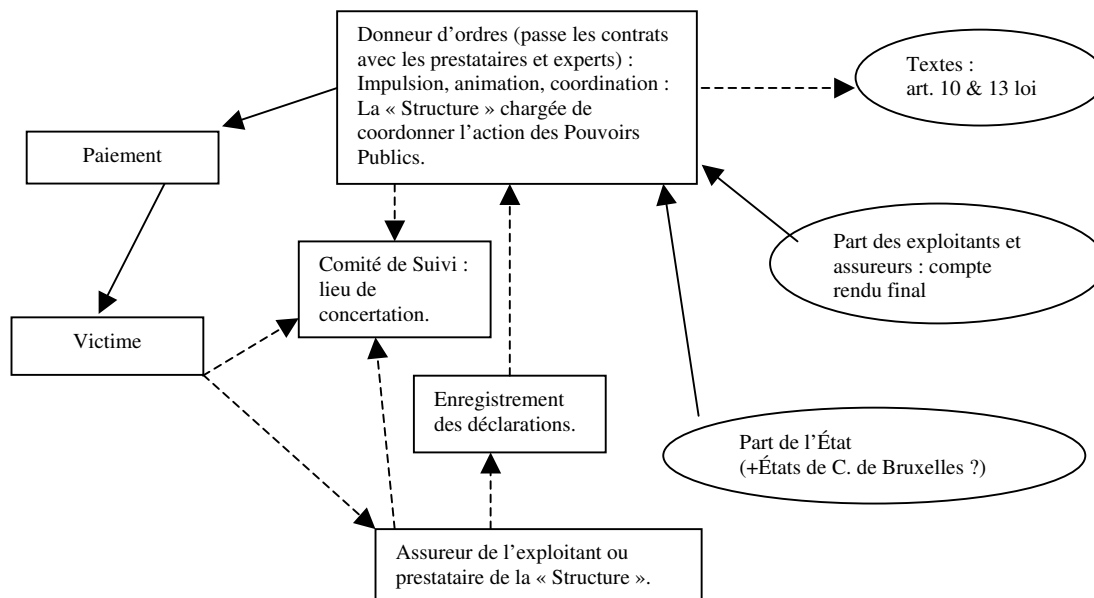 Donneur d'ordres (passe les contrats
avec les prestataires et experts) :
Impulsion, animation, coordination :
La « Structure » chargée de
coordonner l'action des Pouvoirs
Publics.
Textes :
art. 10 & 13 loi
Paiement
Part des exploitants et
assureurs : compte
rendu final
Comité de Suivi :
lieu de
concertation.
Victime
Enregistrement
des déclarations.
Part de l'État
(+États de C. de Bruxelles ?)
Assureur de l'exploitant ou
prestataire de la « Structure ».